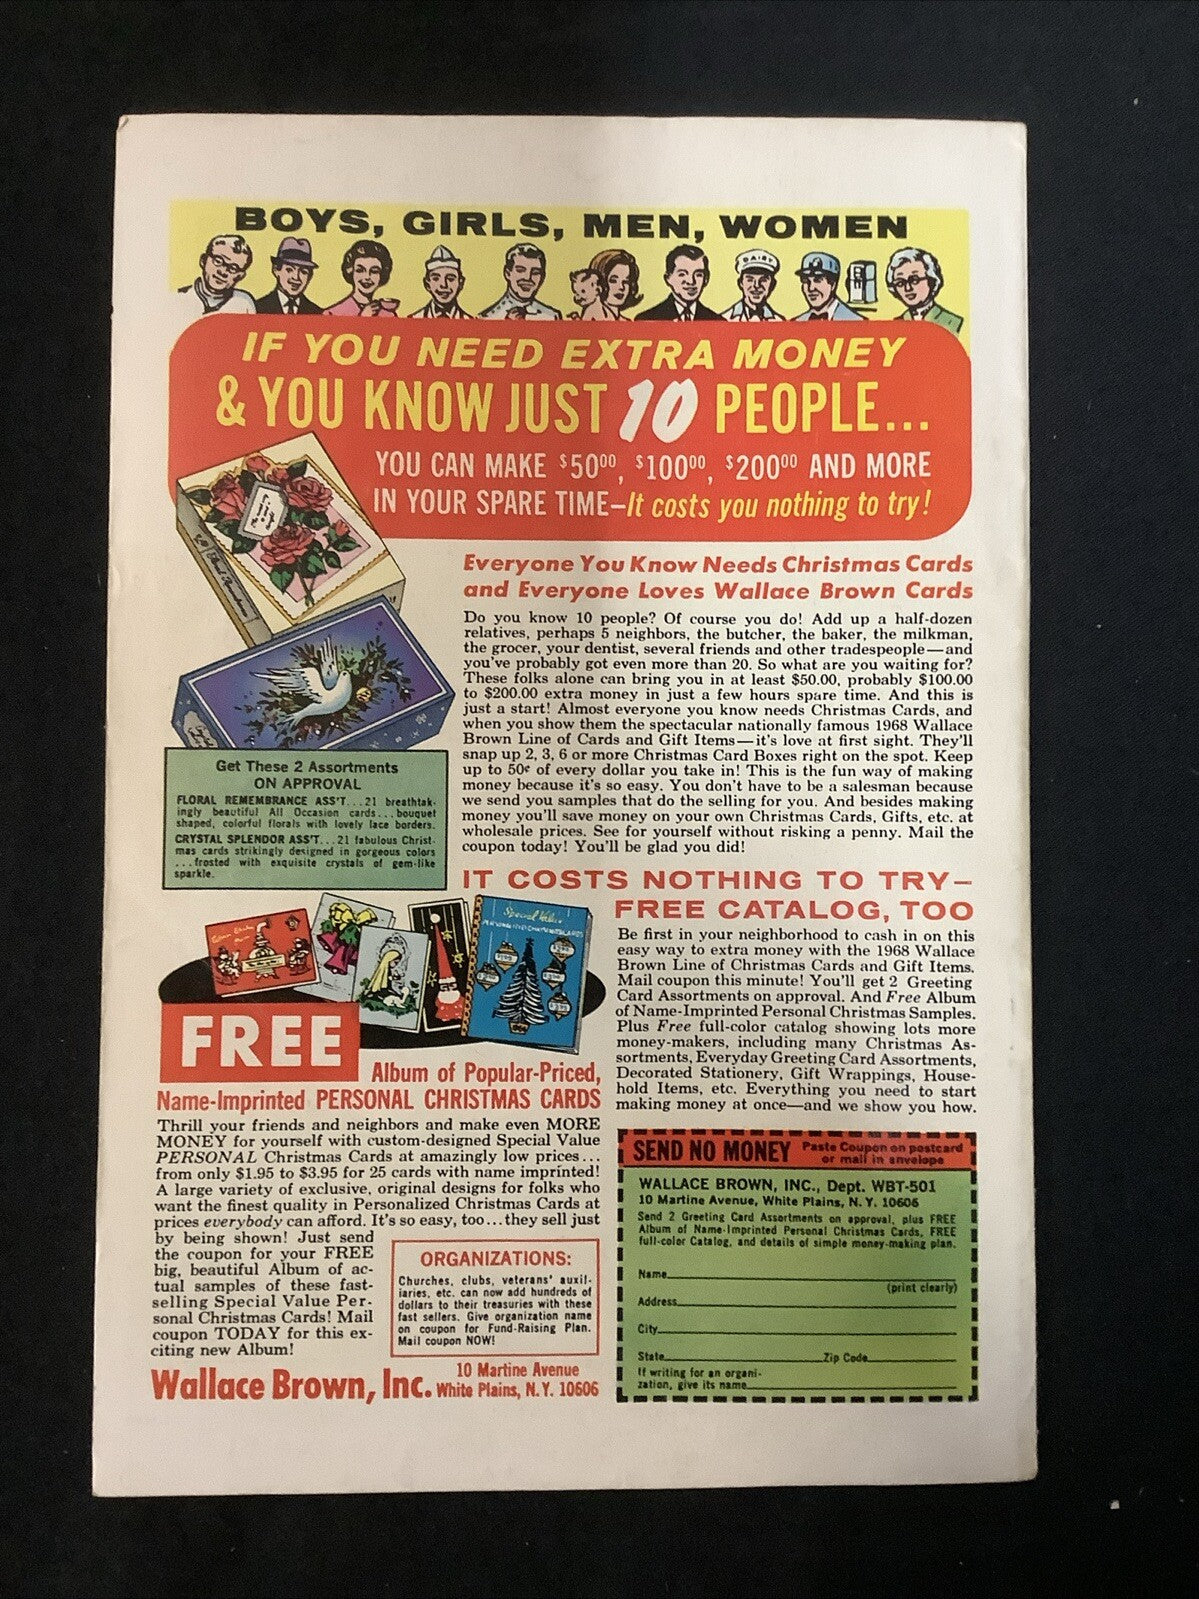 BOYS, GIRLS, MEN, WOMEN
DAIRY
IF YOU NEED EXTRA MONEY
& YOU KNOW JUST 10 PEOPLE...
YOU CAN MAKE $50⁰⁰, $100⁰⁰, $200⁰⁰ AND MORE
IN YOUR SPARE TIME—It costs you nothing to try!
Everyone You Know Needs Christmas Cards
and Everyone Loves Wallace Brown Cards
Do you know 10 people? Of course you do! Add up a half-dozen
relatives, perhaps 5 neighbors, the butcher, the baker, the milkman,
the grocer, your dentist, several friends and other tradespeople—and
you've probably got even more than 20. So what are you waiting for?
These folks alone can bring you in at least $50.00, probably $100.00
to $200.00 extra money in just a few hours spare time. And this is
just a start! Almost everyone you know needs Christmas Cards, and
when you show them the spectacular nationally famous 1968 Wallace
Brown Line of Cards and Gift Items—it's love at first sight. They'll
snap up 2, 3, 6 or more Christmas Card Boxes right on the spot. Keep
up to 50¢ of every dollar you take in! This is the fun way of making
money because it's so easy. You don't have to be a salesman because
we send you samples that do the selling for you. And besides making
money you'll save money on your own Christmas Cards, Gifts, etc. at
wholesale prices. See for yourself without risking a penny. Mail the
coupon today! You'll be glad you did!
Get These 2 Assortments
ON APPROVAL
FLORAL REMEMBRANCE ASS'T...21 breathtak-
ingly beautiful All Occasion cards...bouquet
shaped, colorful florals with lovely lace borders.
CRYSTAL SPLENDOR ASS'T...21 fabulous Christ-
mas cards strikingly designed in gorgeous colors
...frosted with exquisite crystals of gem-like
sparkle.
IT COSTS NOTHING TO TRY—
FREE CATALOG, TOO
Be first in your neighborhood to cash in on this
easy way to extra money with the 1968 Wallace
Brown Line of Christmas Cards and Gift Items.
Mail coupon this minute! You'll get 2 Greeting
Card Assortments on approval. And Free Album
of Name-Imprinted Personal Christmas Samples.
Plus Free full-color catalog showing lots more
money-makers, including many Christmas As-
sortments, Everyday Greeting Card Assortments,
Decorated Stationery, Gift Wrappings, House-
hold Items, etc. Everything you need to start
making money at once—and we show you how.
Special Value
PERSONALIZED CHRISTMAS CARDS
FREE
Album of Popular-Priced,
Name-Imprinted PERSONAL CHRISTMAS CARDS
Thrill your friends and neighbors and make even MORE
MONEY for yourself with custom-designed Special Value
PERSONAL Christmas Cards at amazingly low prices...
from only $1.95 to $3.95 for 25 cards with name imprinted!
A large variety of exclusive, original designs for folks who
want the finest quality in Personalized Christmas Cards at
prices everybody can afford. It's so easy, too...they sell just
by being shown! Just send
the coupon for your FREE
big, beautiful Album of ac-
tual samples of these fast-
selling Special Value Per-
sonal Christmas Cards! Mail
coupon TODAY for this ex-
citing new Album!
ORGANIZATIONS:
Churches, clubs, veterans' auxil-
iaries, etc. can now add hundreds of
dollars to their treasuries with these
fast sellers. Give organization name
on coupon for Fund-Raising Plan.
Mail coupon NOW!
Wallace Brown, Inc. 10 Martine Avenue
White Plains, N. Y. 10606
SEND NO MONEY Paste Coupon on postcard
or mail in envelope
WALLACE BROWN, INC., Dept. WBT-501
10 Martine Avenue, White Plains, N. Y. 10606
Send 2 Greeting Card Assortments on approval, plus FREE
Album of Name-Imprinted Personal Christmas Cards, FREE
full-color Catalog, and details of simple money-making plan.
Name
(print clearly)
Address
City
State Zip Code
If writing for an organi-
zation, give its name